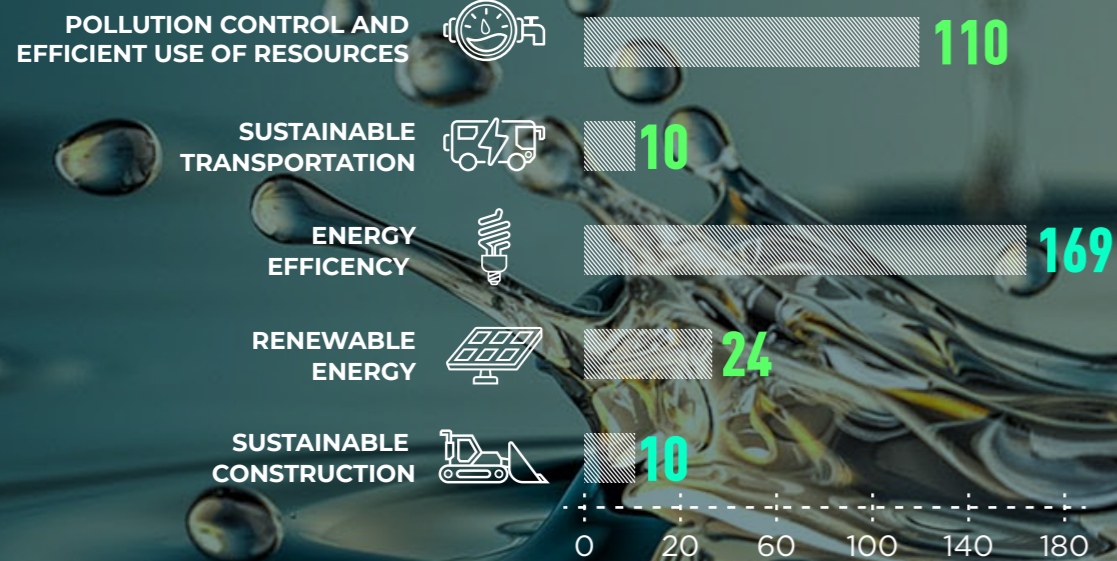 POLLUTION CONTROL AND
EFFICIENT USE OF RESOURCES
110
SUSTAINABLE
TRANSPORTATION
10
ENERGY
EFFICENCY
169
RENEWABLE
ENERGY
24
SUSTAINABLE
CONSTRUCTION
10
0 20 60 100 140 180